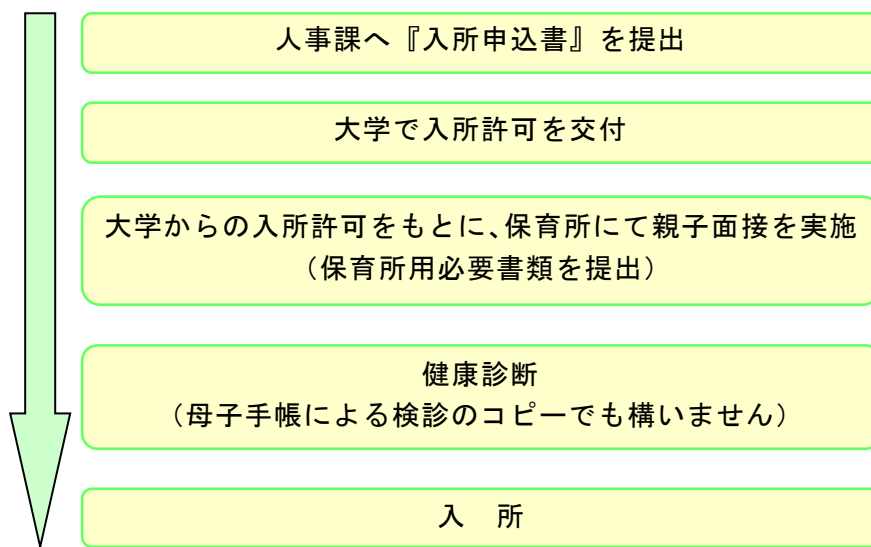 人事課へ『入所申込書』を提出
大学で入所許可を交付
大学からの入所許可をもとに、保育所にて親子面接を実施
（保育所用必要書類を提出）
健康診断
（母子手帳による検診のコピーでも構いません）
入　所